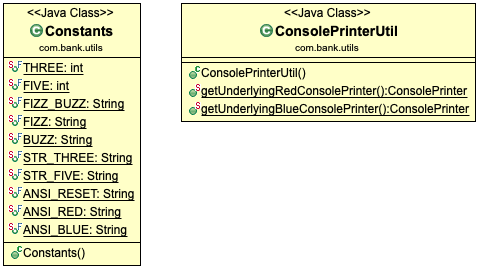 <<Java Class>>
Constants
com.bank.utils
THREE: int
FIVE: int
FIZZ_BUZZ: String
FIZZ: String
BUZZ: String
STR_THREE: String
STR_FIVE: String
ANSI_RESET: String
ANSI_RED: String
ANSI_BLUE: String
Constants()
<<Java Class>>
ConsolePrinterUtil
com.bank.utils
ConsolePrinterUtil()
getUnderlyingRedConsolePrinter():ConsolePrinter
getUnderlyingBlueConsolePrinter():ConsolePrinter